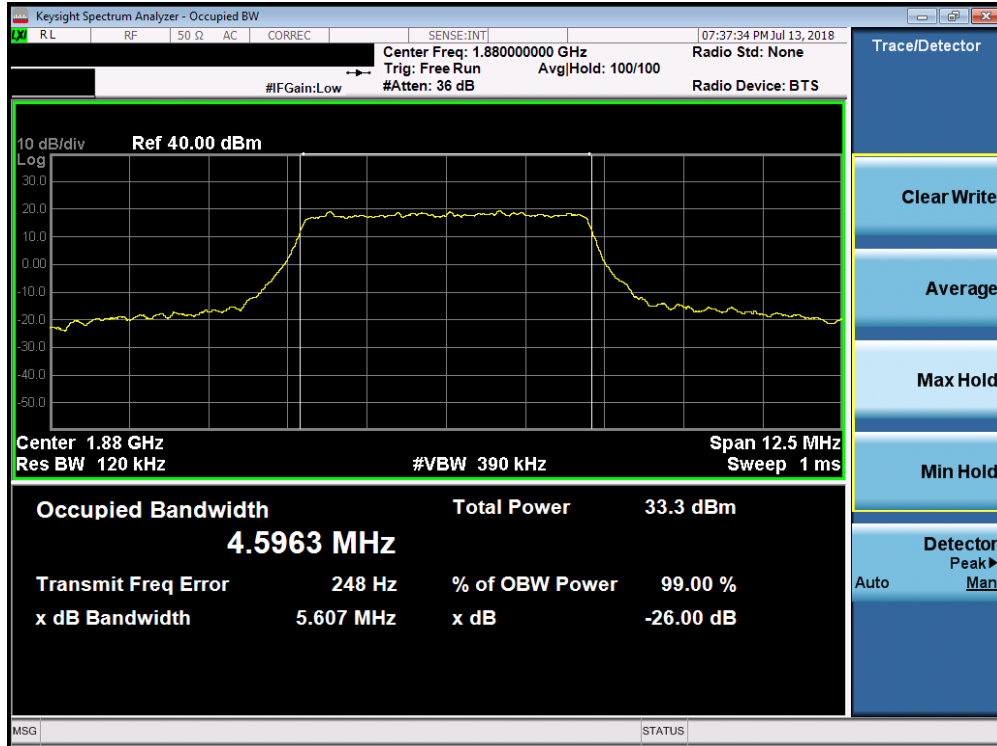 Keysight Spectrum Analyzer - Occupied BW
LXI RL RF 50 Ω AC CORREC SENSE:INT 07:37:34 PM Jul 13, 2018
Center Freq: 1.880000000 GHz Radio Std: None
Trig: Free Run Avg|Hold: 100/100
#IFGain:Low #Atten: 36 dB Radio Device: BTS
Trace/Detector
10 dB/div Ref 40.00 dBm
Log
30.0
20.0
10.0
0.00
-10.0
-20.0
-30.0
-40.0
-50.0
Center 1.88 GHz Span 12.5 MHz
Res BW 120 kHz #VBW 390 kHz Sweep 1 ms
Occupied Bandwidth Total Power 33.3 dBm
4.5963 MHz
Transmit Freq Error 248 Hz % of OBW Power 99.00 %
x dB Bandwidth 5.607 MHz x dB -26.00 dB
Clear Write
Average
Max Hold
Min Hold
Detector
Peak▶
Auto Man
MSG STATUS